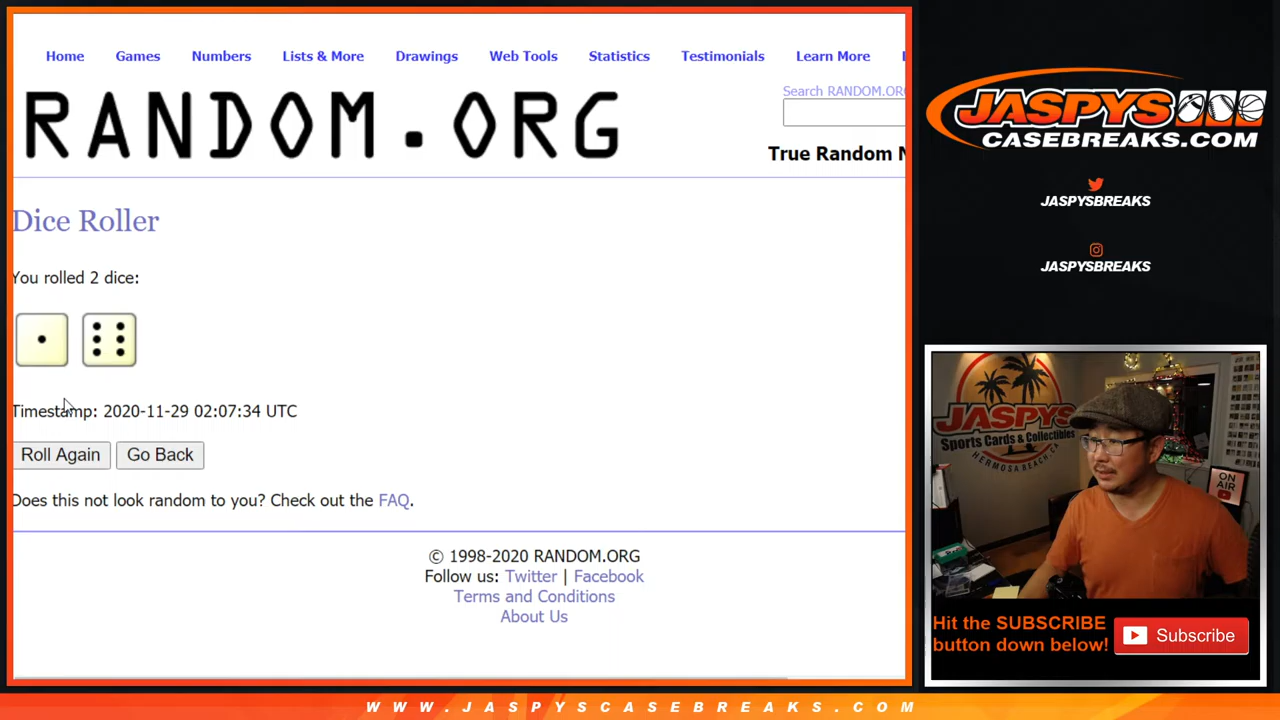 Home Games Numbers Lists & More Drawings Web Tools Statistics Testimonials Learn More
RANDOM.ORG
Search RANDOM.ORG
True Random N
Dice Roller
You rolled 2 dice:
Timestamp: 2020-11-29 02:07:34 UTC
Roll Again Go Back
Does this not look random to you? Check out the FAQ.
© 1998-2020 RANDOM.ORG
Follow us: Twitter | Facebook
Terms and Conditions
About Us
JASPYS
CASEBREAKS.COM
JASPYSBREAKS
JASPYSBREAKS
JASPYS
Sports Cards & Collectibles
HERMOSA BEACH, CA
ON AIR
Hit the SUBSCRIBE
button down below!
Subscribe
WWW.JASPYSCASEBREAKS.COM